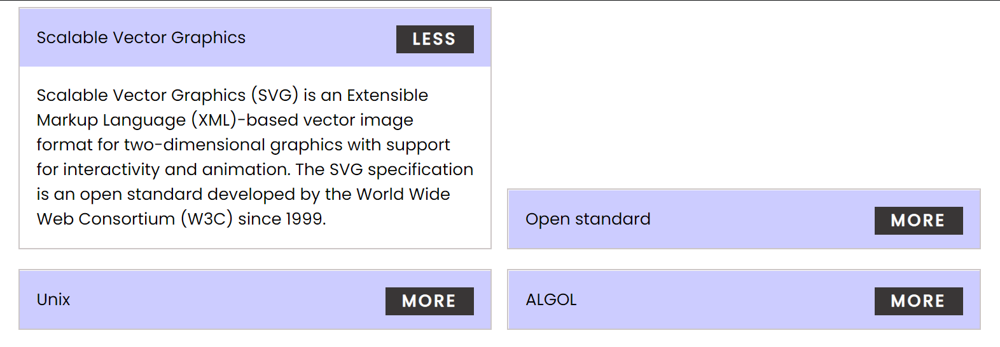 Scalable Vector Graphics
LESS
Scalable Vector Graphics (SVG) is an Extensible
Markup Language (XML)-based vector image
format for two-dimensional graphics with support
for interactivity and animation. The SVG specification
is an open standard developed by the World Wide
Web Consortium (W3C) since 1999.
Open standard
MORE
Unix
MORE
ALGOL
MORE